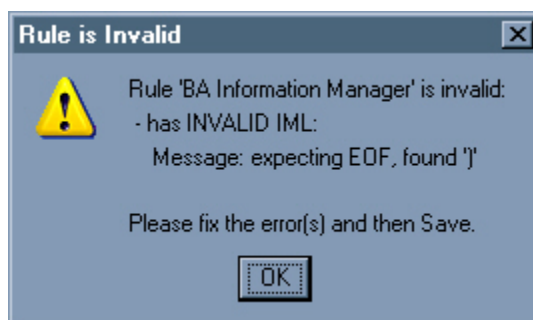 Rule is Invalid
Rule 'BA Information Manager' is invalid:
- has INVALID IML:
Message: expecting EOF, found ')'
Please fix the error(s) and then Save.
OK